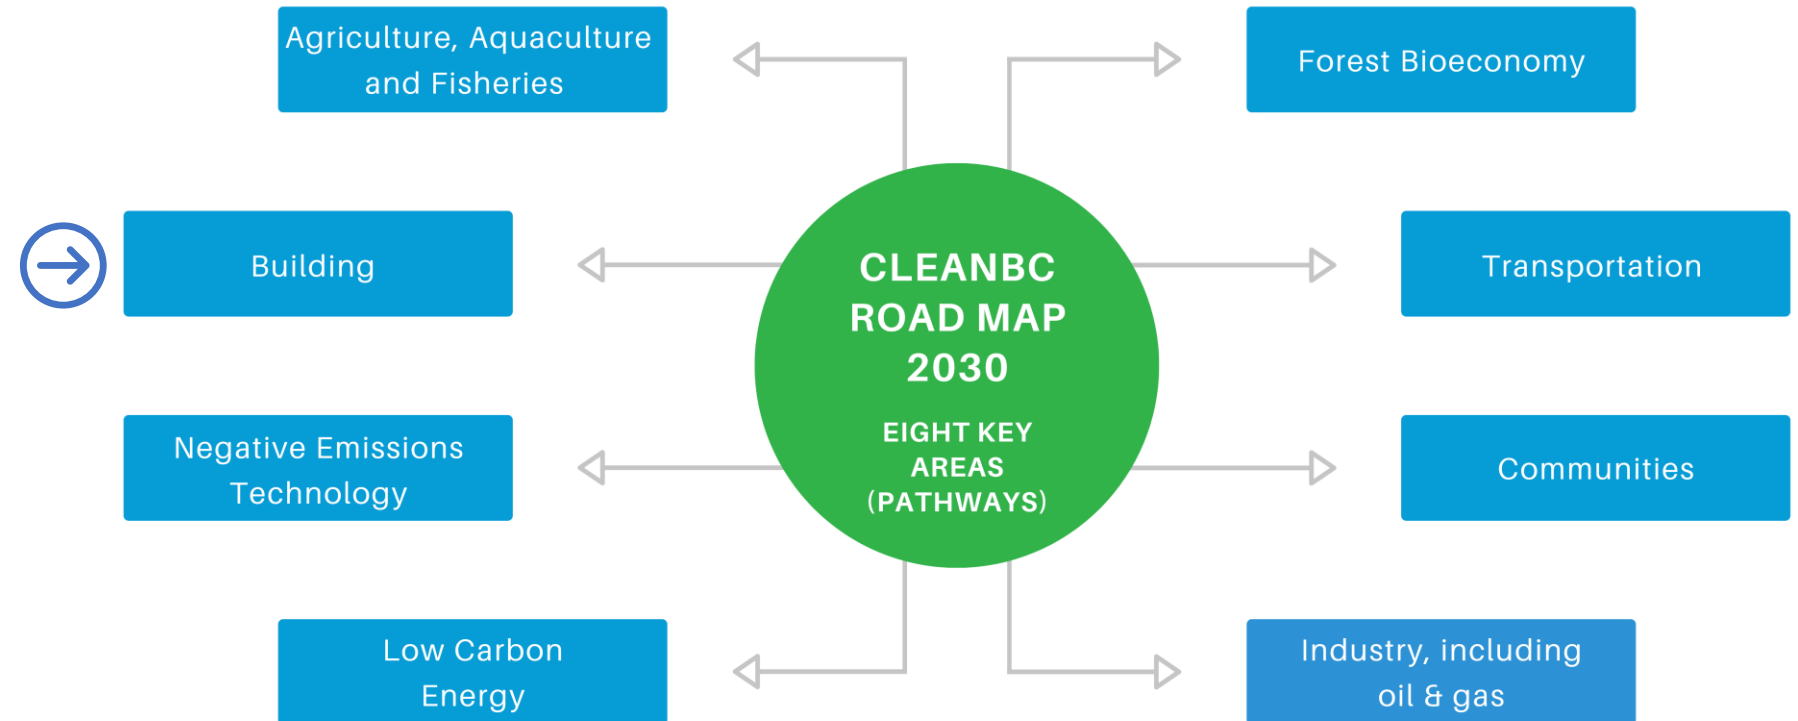 Agriculture, Aquaculture
and Fisheries
Forest Bioeconomy
Building
CLEANBC
ROAD MAP
2030
EIGHT KEY
AREAS
(PATHWAYS)
Transportation
Negative Emissions
Technology
Communities
Low Carbon
Energy
Industry, including
oil & gas